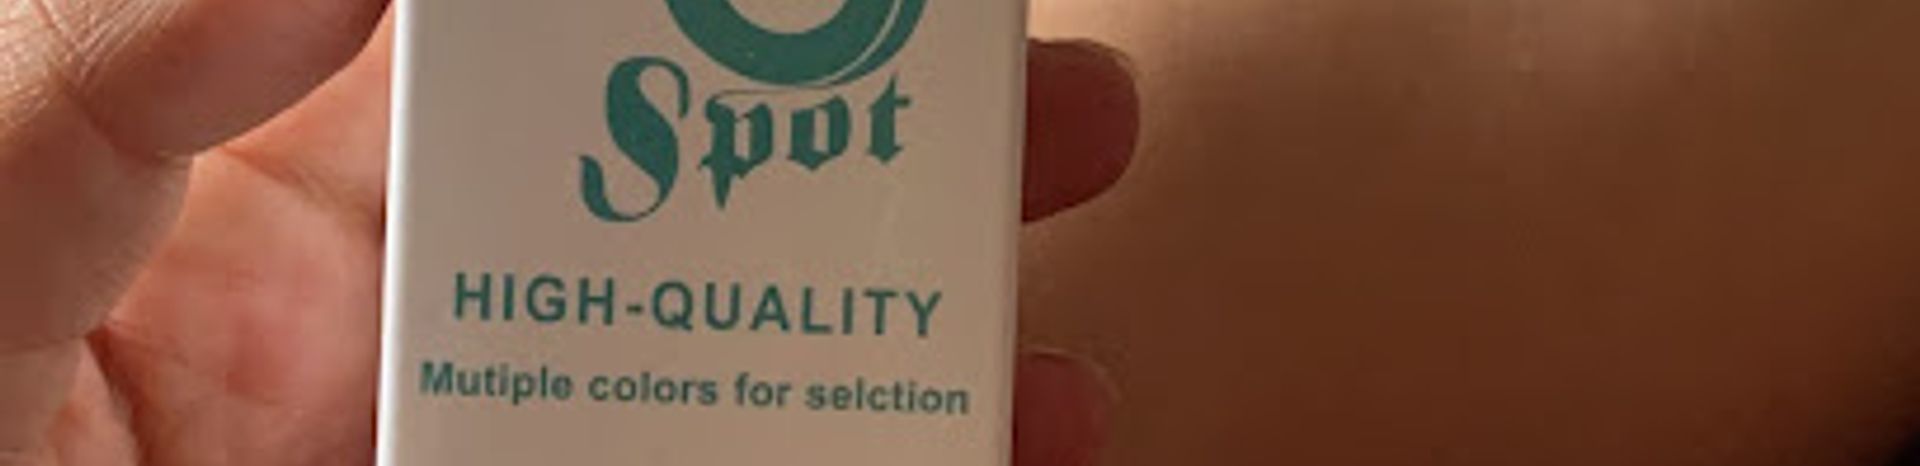 Spot
HIGH-QUALITY
Mutiple colors for selction